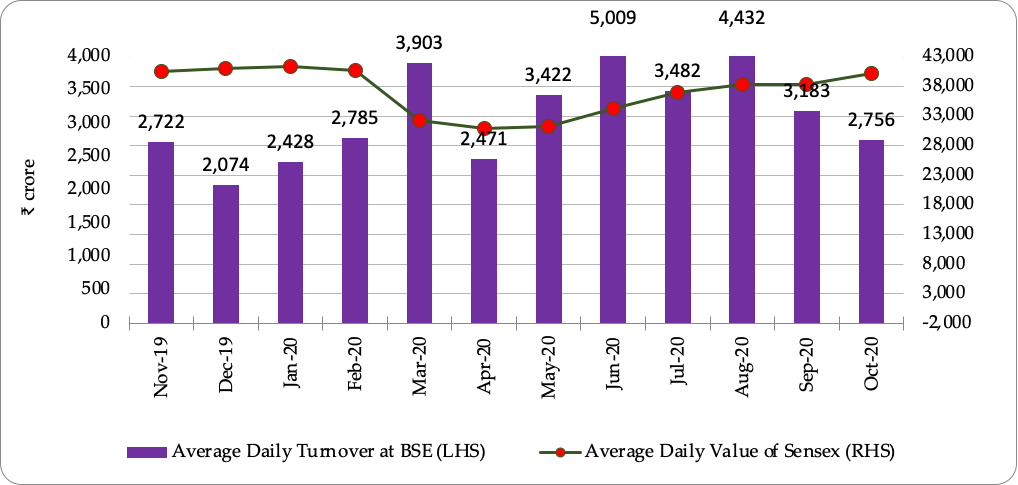 5,009
4,432
3,903
3,422
3,482
3,183
2,722
2,074
2,428
2,785
2,471
2,756
4,000
3,500
3,000
2,500
2,000
1,500
1,000
500
0
₹ crore
43,000
38,000
33,000
28,000
23,000
18,000
13,000
8,000
3,000
-2,000
Nov-19
Dec-19
Jan-20
Feb-20
Mar-20
Apr-20
May-20
Jun-20
Jul-20
Aug-20
Sep-20
Oct-20
Average Daily Turnover at BSE (LHS)
Average Daily Value of Sensex (RHS)